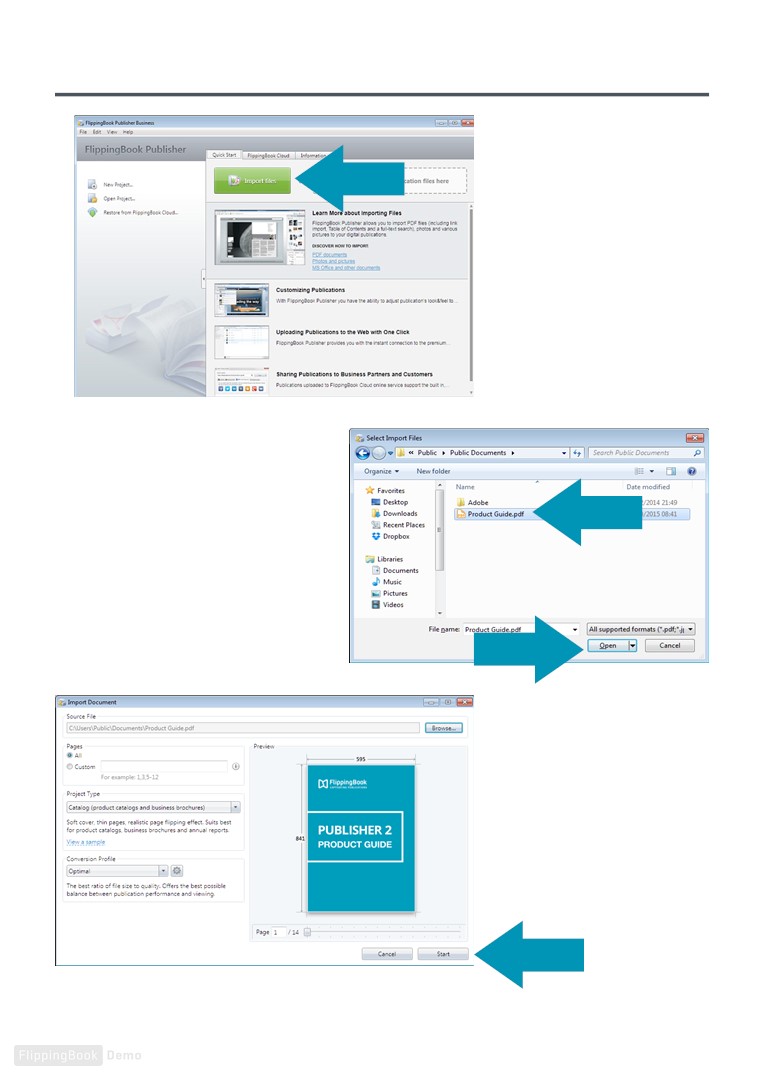 FlippingBook Publisher Business
File Edit View Help
FlippingBook Publisher
Quick Start FlippingBook Cloud Information
New Project...
Open Project...
Restore from FlippingBook Cloud...
Import files
files here
Learn More about Importing Files
FlippingBook Publisher allows you to import PDF files (including link
import, Table of Contents and a full-text search), photos and various
pictures to your digital publications.
DISCOVER HOW TO IMPORT
PDF documents
Photos and pictures
MS Office and other documents
Customizing Publications
With FlippingBook Publisher you have the ability to adjust publication's look&feel to...
Uploading Publications to the Web with One Click
FlippingBook Publisher provides you with the instant connection to the premium...
Sharing Publications to Business Partners and Customers
Publications uploaded to FlippingBook Cloud online service support the built in...
Select Import Files
« Public Public Documents
Search Public Documents
Organize New folder
Favorites
Desktop
Downloads
Recent Places
Dropbox
Libraries
Documents
Music
Pictures
Videos
Name Date modified
Adobe 2014 21:49
Product Guide.pdf 2015 08:41
File name: Product Guide.pdf
All supported formats (*.pdf;*.j
Open Cancel
Import Document
Source File
C:\Users\Public\Documents\Product Guide.pdf
Browse...
Pages
All
Custom
For example: 1,3,5-12
Project Type
Catalog (product catalogs and business brochures)
Soft cover, thin pages, realistic page flipping effect. Suits best
for product catalogs, business brochures and annual reports.
View a sample
Conversion Profile
Optimal
The best ratio of file size to quality. Offers the best possible
balance between publication performance and viewing.
Preview
595
841
FlippingBook
PUBLISHER 2
PRODUCT GUIDE
Page 1 / 14
Cancel Start
FlippingBook Demo